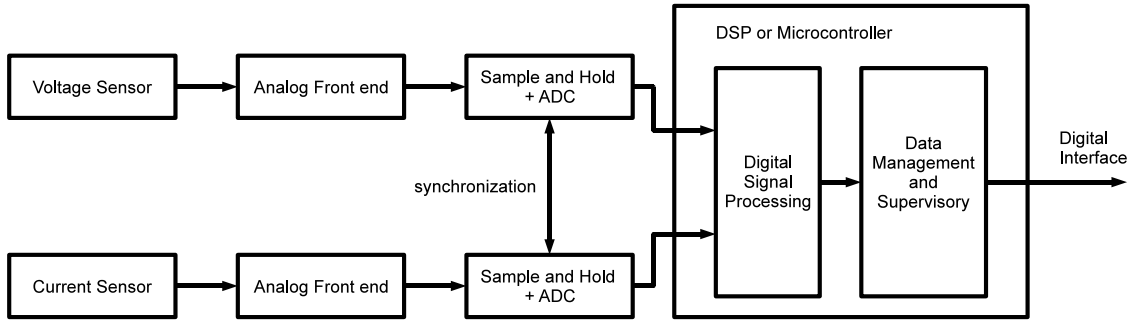 DSP or Microcontroller
Voltage Sensor
Analog Front end
Sample and Hold
+ ADC
synchronization
Digital
Signal
Processing
Data
Management
and
Supervisory
Digital
Interface
Current Sensor
Analog Front end
Sample and Hold
+ ADC